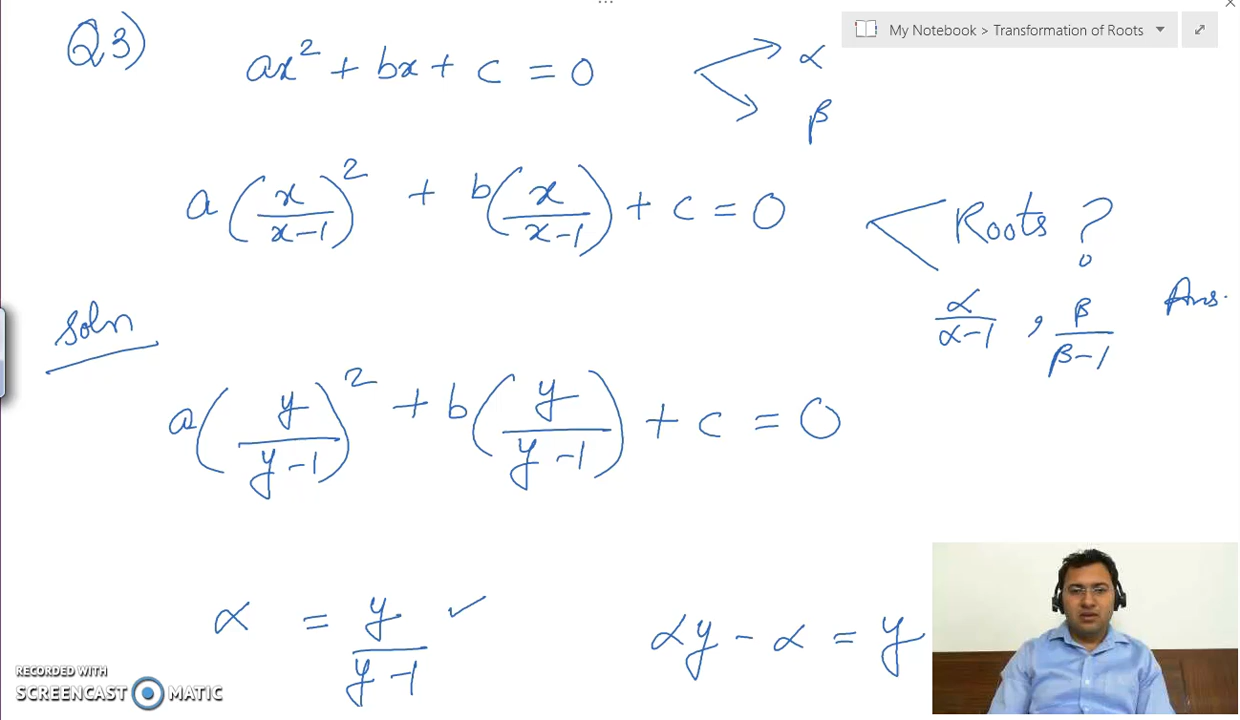 My Notebook > Transformation of Roots
Q3)
ax² + bx + c = 0
α
β
a(x/(x-1))² + b(x/(x-1)) + c = 0
Roots ?
α/(α-1) , β/(β-1) Ans.
Soln
a(y/(y-1))² + b(y/(y-1)) + c = 0
α = y/(y-1) ✓
αy - α = y
RECORDED WITH
SCREENCAST MATIC